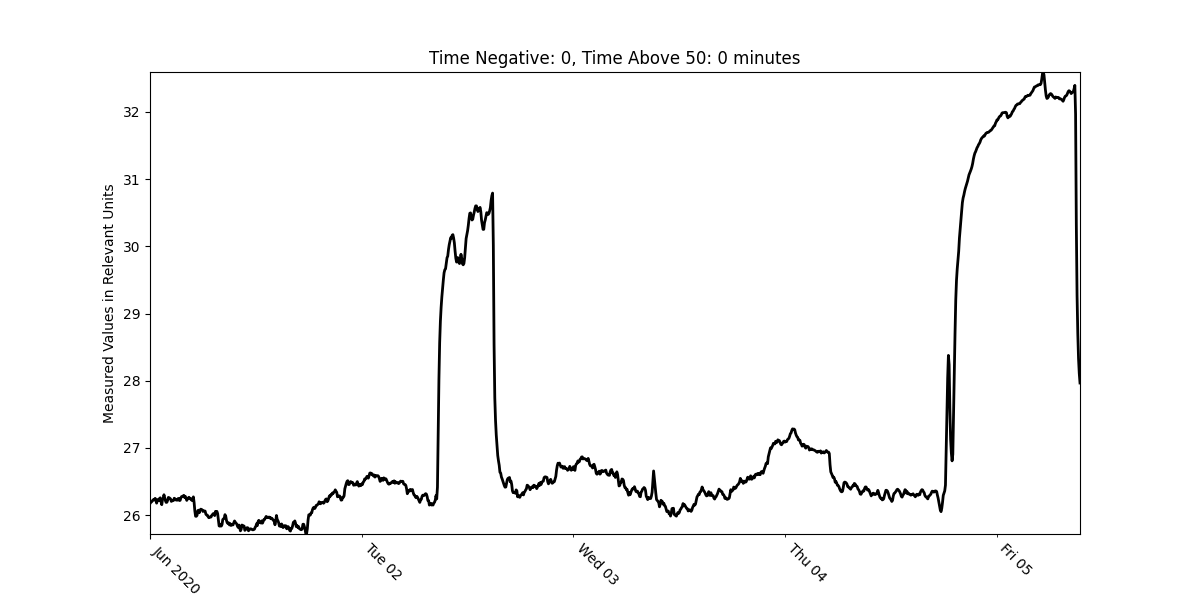 Time Negative: 0, Time Above 50: 0 minutes
Measured Values in Relevant Units
32
31
30
29
28
27
26
Jun 2020
Tue 02
Wed 03
Thu 04
Fri 05